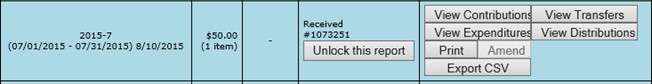 2015-7
(07/01/2015 - 07/31/2015) 8/10/2015
$50.00
(1 item)
-
Received
#1073251
Unlock this report
View Contributions
View Transfers
View Expenditures
View Distributions
Print
Amend
Export CSV